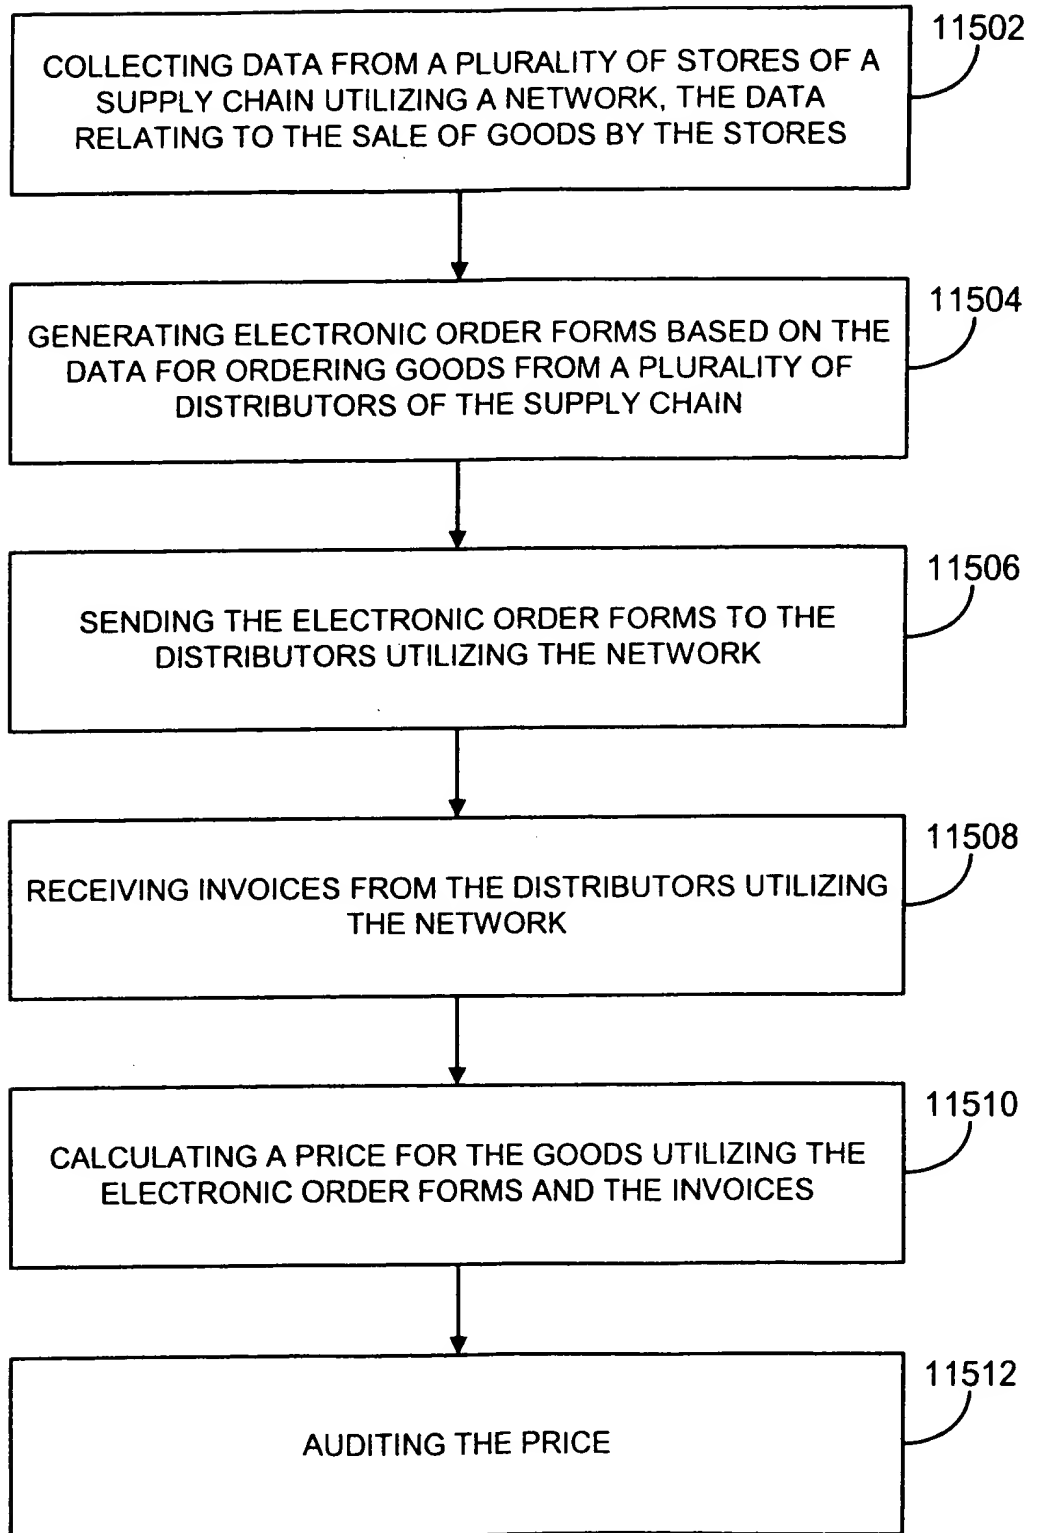 11502
COLLECTING DATA FROM A PLURALITY OF STORES OF A
SUPPLY CHAIN UTILIZING A NETWORK, THE DATA
RELATING TO THE SALE OF GOODS BY THE STORES
11504
GENERATING ELECTRONIC ORDER FORMS BASED ON THE
DATA FOR ORDERING GOODS FROM A PLURALITY OF
DISTRIBUTORS OF THE SUPPLY CHAIN
11506
SENDING THE ELECTRONIC ORDER FORMS TO THE
DISTRIBUTORS UTILIZING THE NETWORK
11508
RECEIVING INVOICES FROM THE DISTRIBUTORS UTILIZING
THE NETWORK
11510
CALCULATING A PRICE FOR THE GOODS UTILIZING THE
ELECTRONIC ORDER FORMS AND THE INVOICES
11512
AUDITING THE PRICE